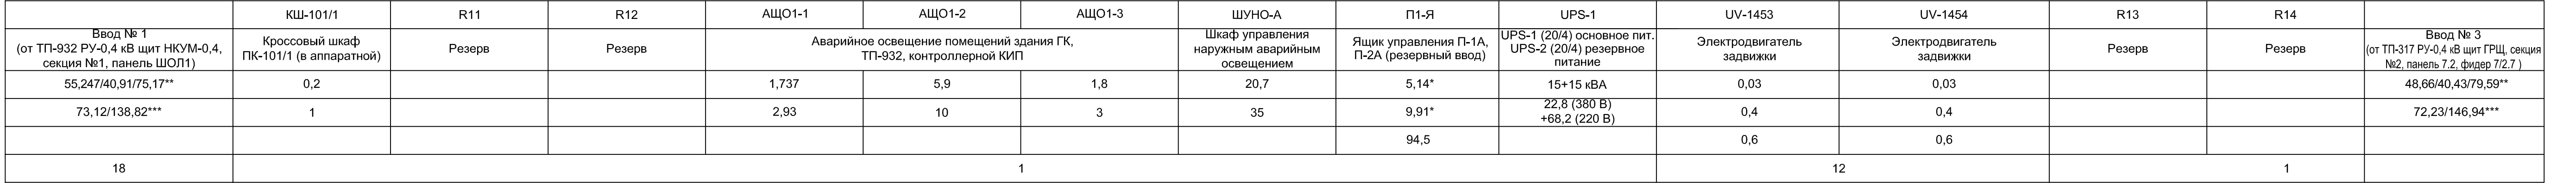 КШ-101/1 R11 R12 АЩО1-1 АЩО1-2 АЩО1-3 ШУНО-А П1-Я UPS-1 UV-1453 UV-1454 R13 R14
Ввод № 1
(от ТП-932 РУ-0,4 кВ щит НКУМ-0,4,
секция №1, панель ШОЛ1)
Кроссовый шкаф
ПК-101/1 (в аппаратной)
Резерв
Резерв
Аварийное освещение помещений здания ГК,
ТП-932, контроллерной КИП
Шкаф управления
наружным аварийным
освещением
Ящик управления П-1А,
П-2А (резервный ввод)
UPS-1 (20/4) основное пит.
UPS-2 (20/4) резервное
питание
Электродвигатель
задвижки
Электродвигатель
задвижки
Резерв
Резерв
Ввод № 3
(от ТП-317 РУ-0,4 кВ щит ГРЩ, секция
№2, панель 7.2, фидер 7/2.7 )
55,247/40,91/75,17** 0,2 1,737 5,9 1,8 20,7 5,14* 15+15 кВА 0,03 0,03 48,66/40,43/79,59**
73,12/138,82*** 1 2,93 10 3 35 9,91*
22,8 (380 В)
+68,2 (220 В)
0,4 0,4 72,23/146,94***
94,5 0,6 0,6
18 1 12 1